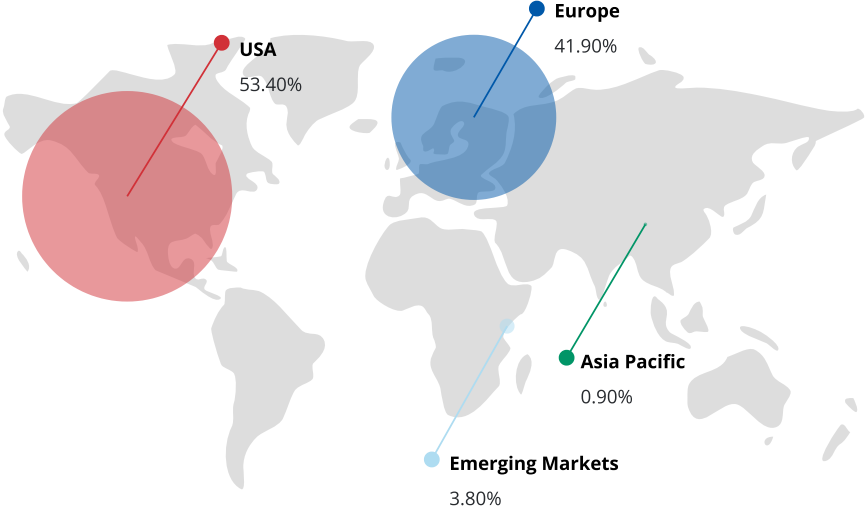 Europe
41.90%
USA
53.40%
Asia Pacific
0.90%
Emerging Markets
3.80%